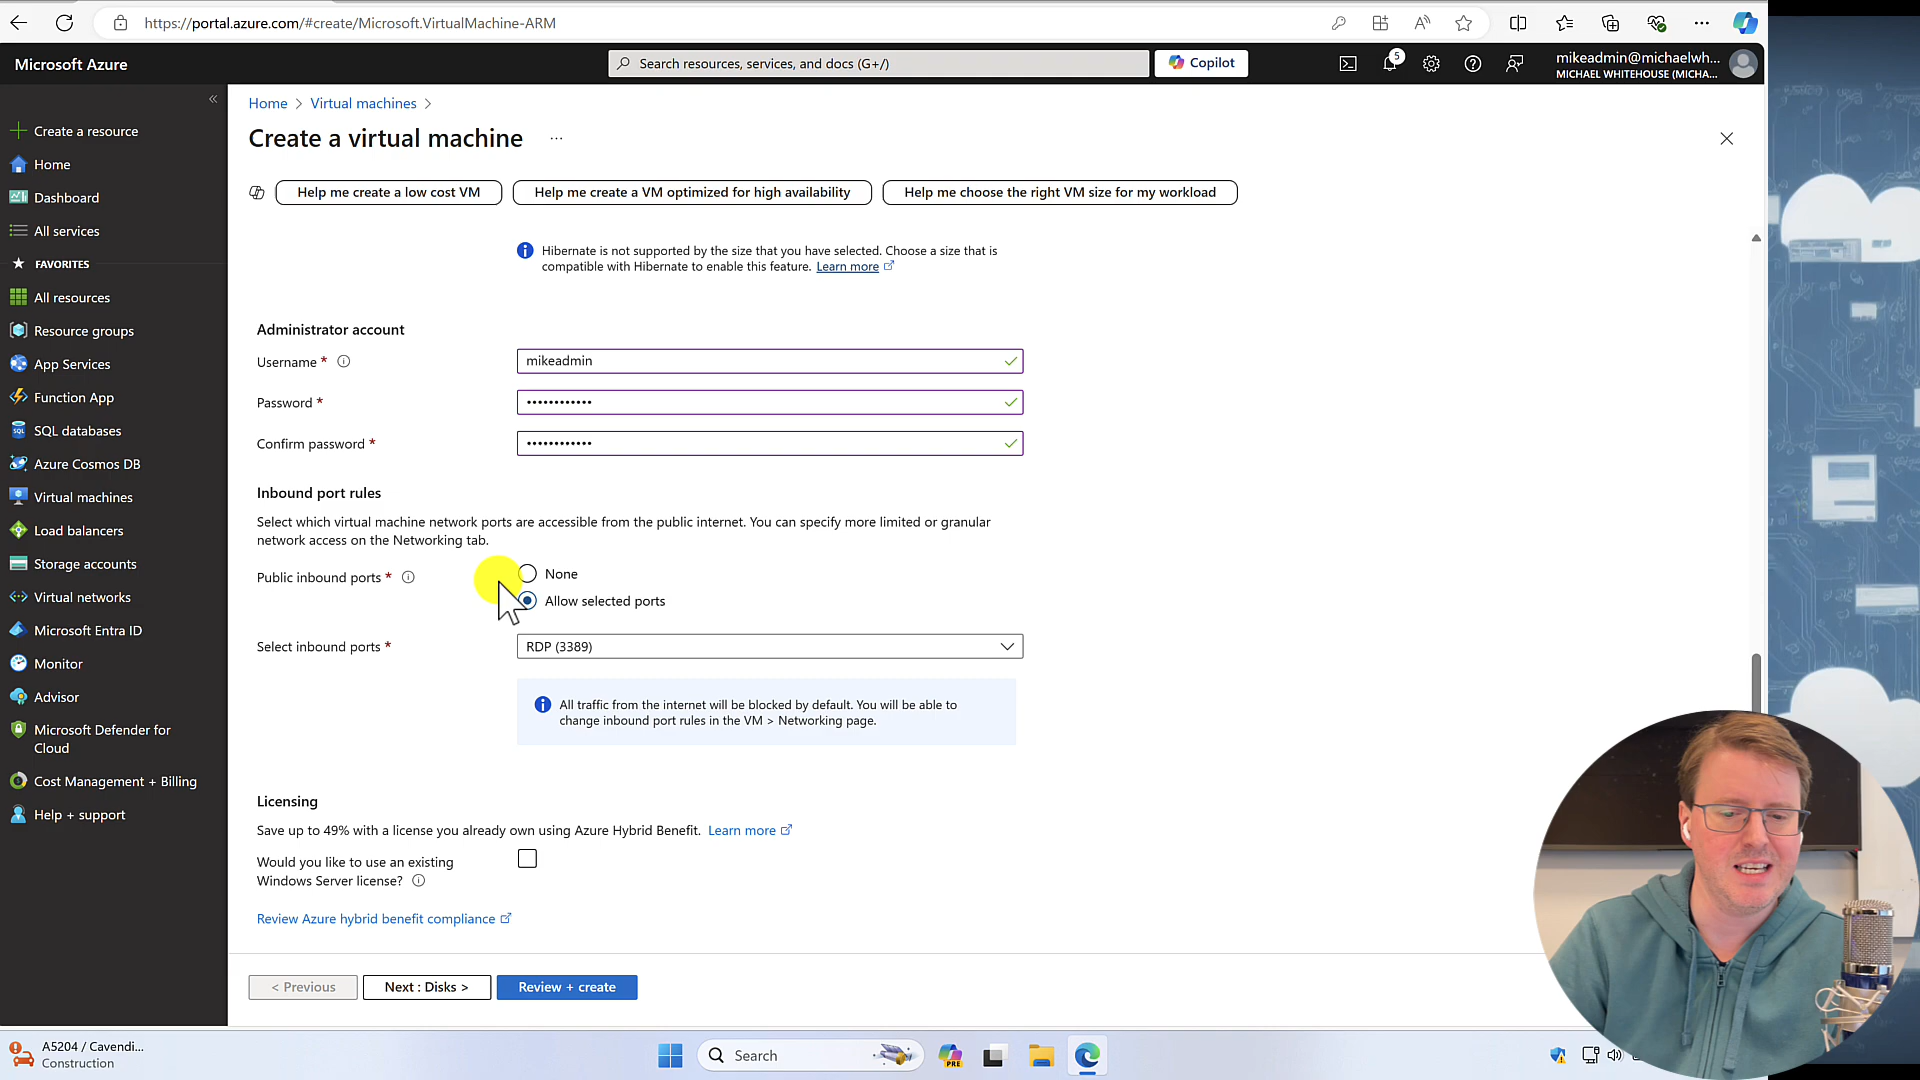 https://portal.azure.com/#create/Microsoft.VirtualMachine-ARM
Microsoft Azure
Search resources, services, and docs (G+/)
Copilot
5
mikeadmin@michaelwh...
MICHAEL WHITEHOUSE (MICHA...
Home > Virtual machines >
Create a virtual machine
...
Help me create a low cost VM
Help me create a VM optimized for high availability
Help me choose the right VM size for my workload
Create a resource
Home
Dashboard
All services
FAVORITES
All resources
Resource groups
App Services
Function App
SQL databases
Azure Cosmos DB
Virtual machines
Load balancers
Storage accounts
Virtual networks
Microsoft Entra ID
Monitor
Advisor
Microsoft Defender for
Cloud
Cost Management + Billing
Help + support
Hibernate is not supported by the size that you have selected. Choose a size that is
compatible with Hibernate to enable this feature. Learn more
Administrator account
Username *
mikeadmin
Password *
••••••••••••
Confirm password *
••••••••••••
Inbound port rules
Select which virtual machine network ports are accessible from the public internet. You can specify more limited or granular
network access on the Networking tab.
Public inbound ports *
None
Allow selected ports
Select inbound ports *
RDP (3389)
All traffic from the internet will be blocked by default. You will be able to
change inbound port rules in the VM > Networking page.
Licensing
Save up to 49% with a license you already own using Azure Hybrid Benefit. Learn more
Would you like to use an existing
Windows Server license?
Review Azure hybrid benefit compliance
< Previous
Next : Disks >
Review + create
A5204 / Cavendi...
Construction
Search
PRE